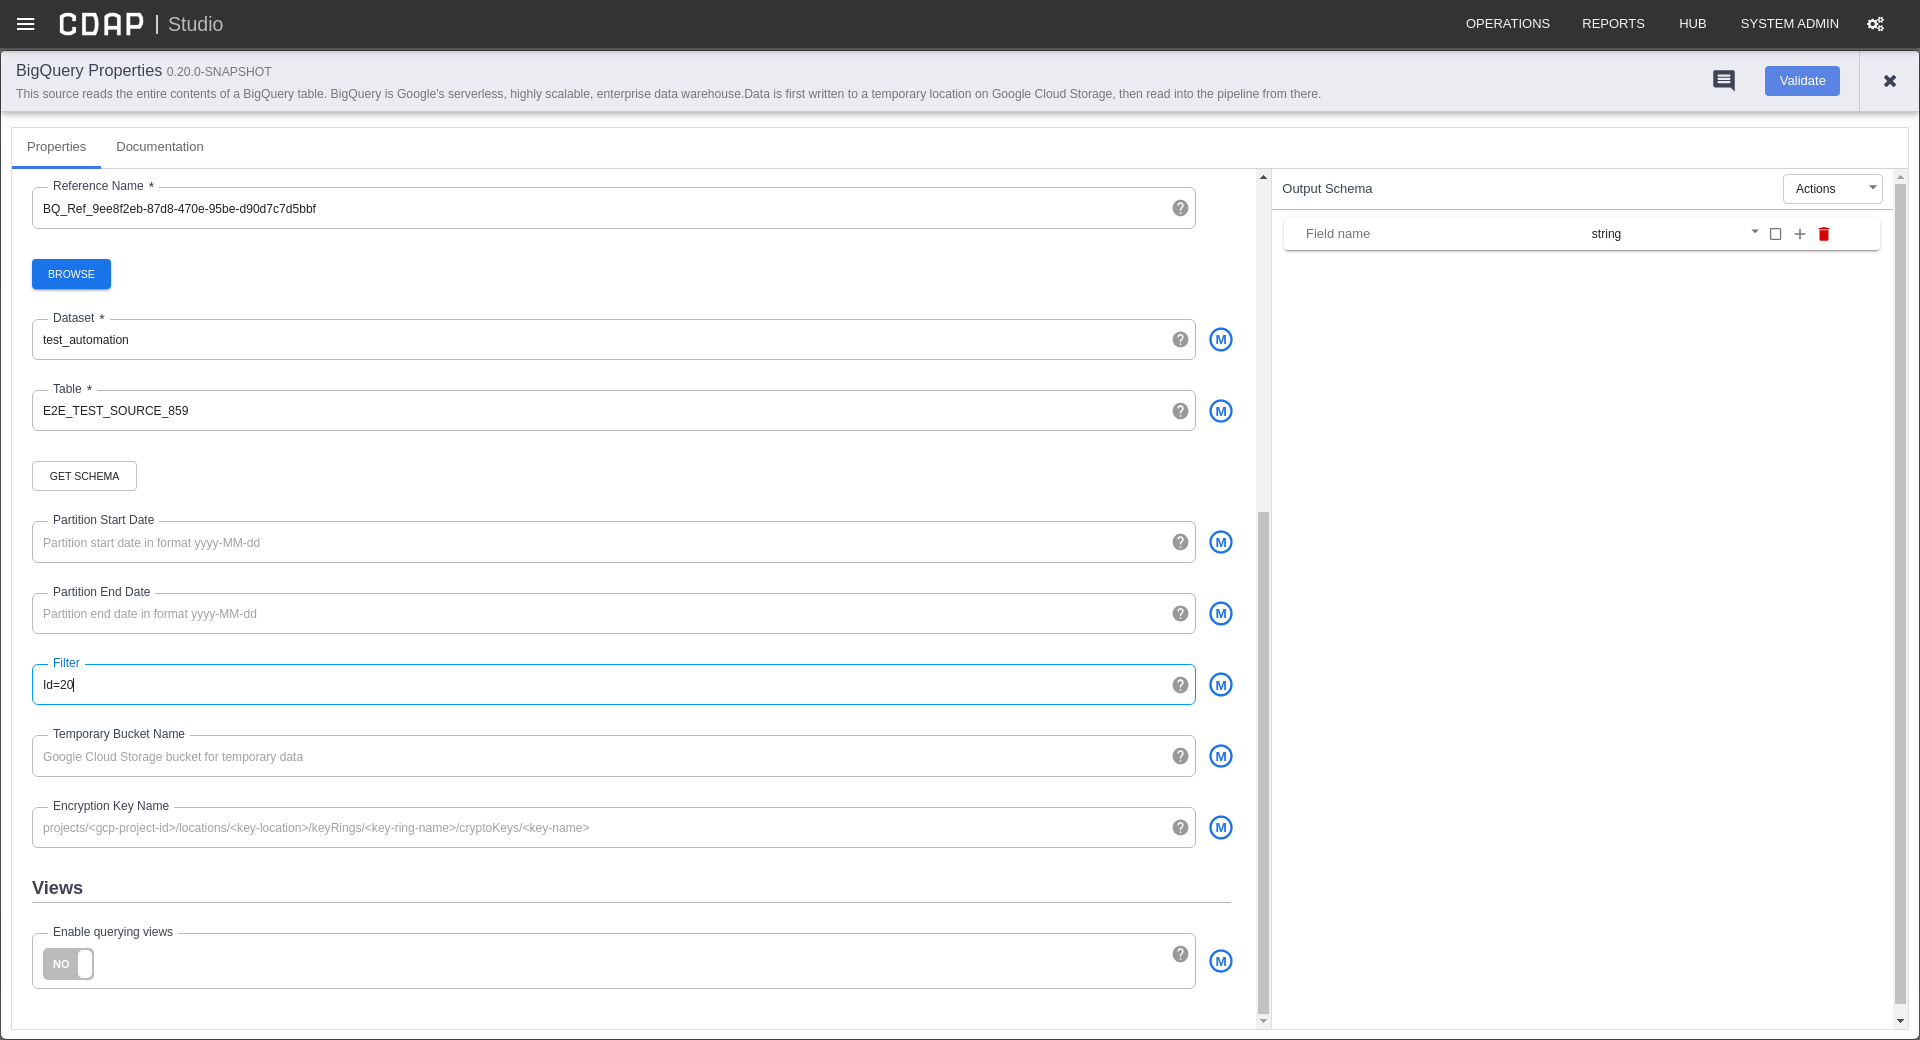 CDAP | Studio
OPERATIONS REPORTS HUB SYSTEM ADMIN
BigQuery Properties 0.20.0-SNAPSHOT
This source reads the entire contents of a BigQuery table. BigQuery is Google's serverless, highly scalable, enterprise data warehouse.Data is first written to a temporary location on Google Cloud Storage, then read into the pipeline from there.
Validate
Properties Documentation
Reference Name *
BQ_Ref_9ee8f2eb-87d8-470e-95be-d90d7c7d5bbf
BROWSE
Dataset *
test_automation
M
Table *
E2E_TEST_SOURCE_859
M
GET SCHEMA
Partition Start Date
Partition start date in format yyyy-MM-dd
M
Partition End Date
Partition end date in format yyyy-MM-dd
M
Filter
Id=20
M
Temporary Bucket Name
Google Cloud Storage bucket for temporary data
M
Encryption Key Name
projects/<gcp-project-id>/locations/<key-location>/keyRings/<key-ring-name>/cryptoKeys/<key-name>
M
Views
Enable querying views
NO
M
Output Schema
Actions
Field name string